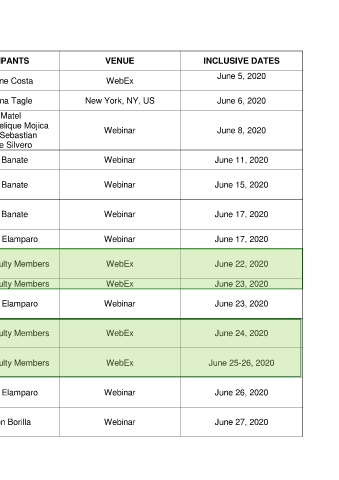 IPANTS VENUE INCLUSIVE DATES
ne Costa WebEx June 5, 2020
na Tagle New York, NY, US June 6, 2020
Matel
elique Mojica
Sebastian
e Silvero
Webinar June 8, 2020
Banate Webinar June 11, 2020
Banate Webinar June 15, 2020
Banate Webinar June 17, 2020
Elamparo Webinar June 17, 2020
ulty Members WebEx June 22, 2020
ulty Members WebEx June 23, 2020
Elamparo Webinar June 23, 2020
ulty Members WebEx June 24, 2020
ulty Members WebEx June 25-26, 2020
Elamparo Webinar June 26, 2020
n Borilla Webinar June 27, 2020